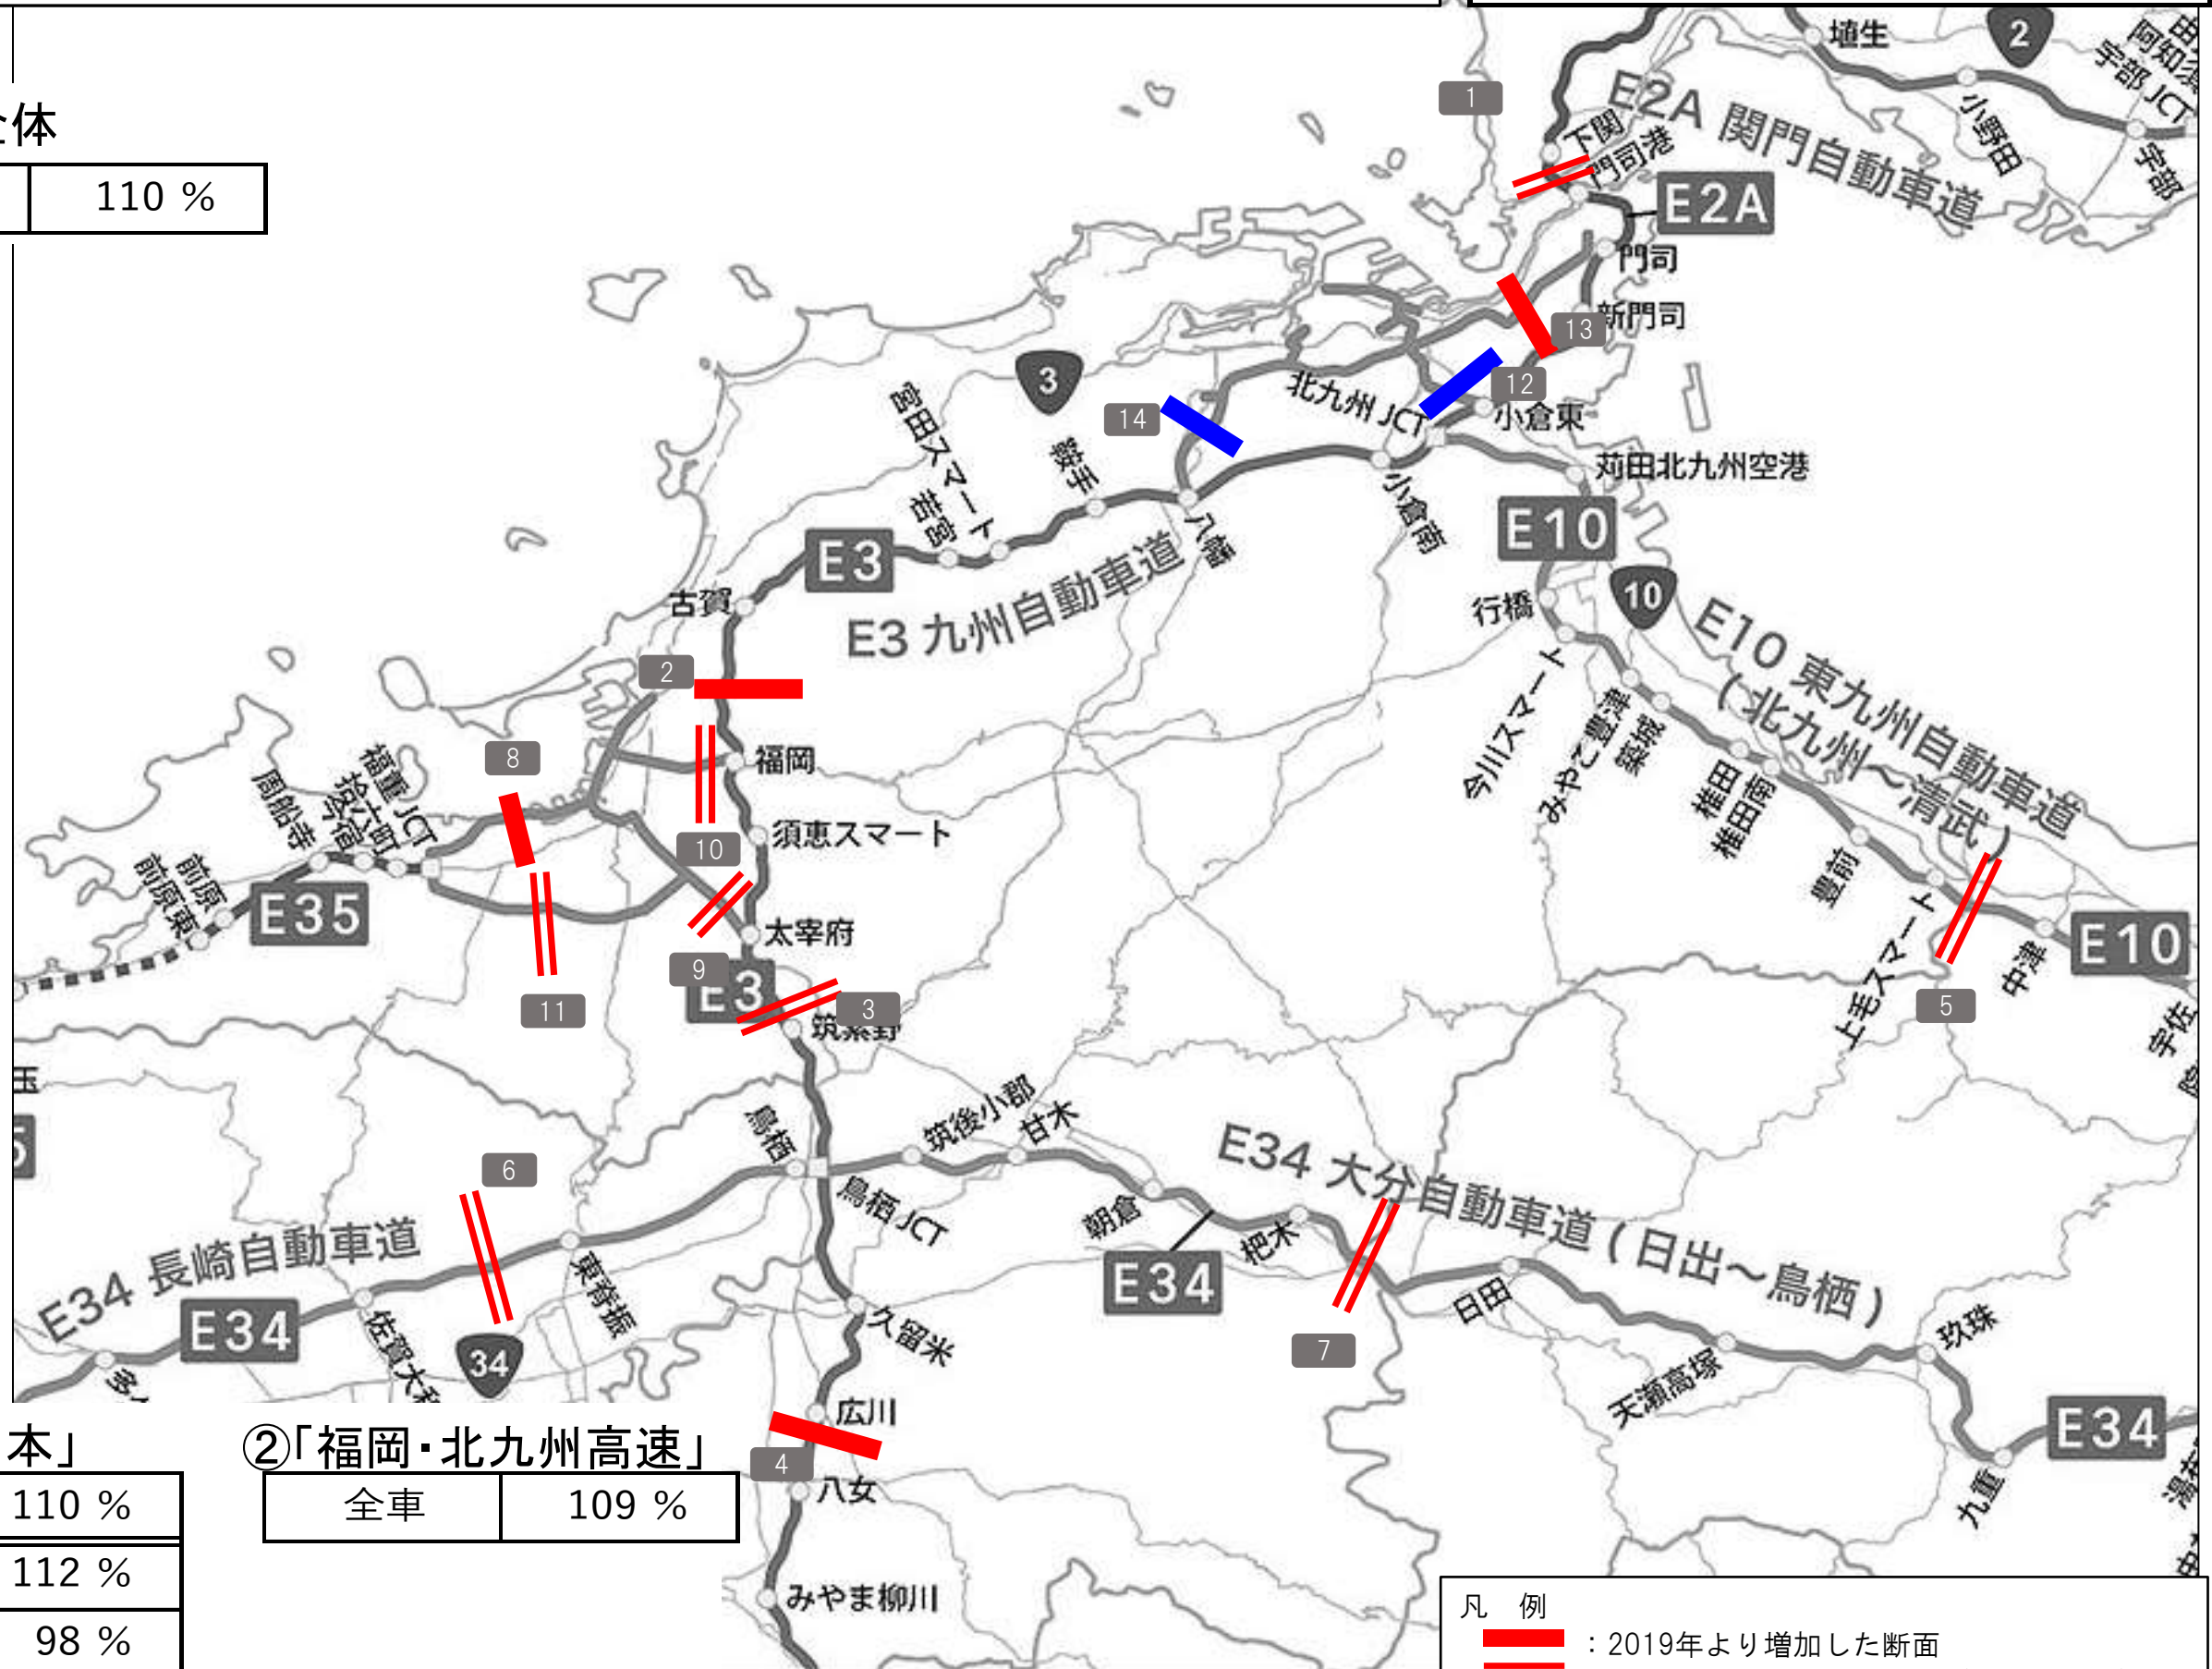 全体
110 %
1
2
埴生
宇部 JCT
小野田
宇部
E2A 関門自動車道
下関
門司港
E2A
門司
新門司
13
12
14
3
北九州 JCT
小倉東
苅田北九州空港
小倉南
宮田スマート
若宮
鞍手
八幡
E3
E3 九州自動車道
古賀
E10
行橋
10
E10 東九州自動車道
(北九州～清武)
今川スマート
みやこ豊津
築城
椎田
椎田南
豊前
上毛スマート
中津
E10
宇佐
5
2
福岡
8
10
須恵スマート
福重 JCT
拾六町
今宿
周船寺
前原
前原東
E35
太宰府
9
E3
3
筑紫野
11
鳥栖
筑後小郡
甘木
鳥栖 JCT
朝倉
杷木
E34 大分自動車道 (日出～鳥栖)
E34
日田
天瀬高塚
玖珠
九重
E34
7
6
E34 長崎自動車道
E34
東脊振
佐賀大和
34
久留米
広川
4
八女
みやま柳川
本」
110 %
112 %
98 %
②「福岡・北九州高速」
全車
109 %
凡 例
：2019年より増加した断面